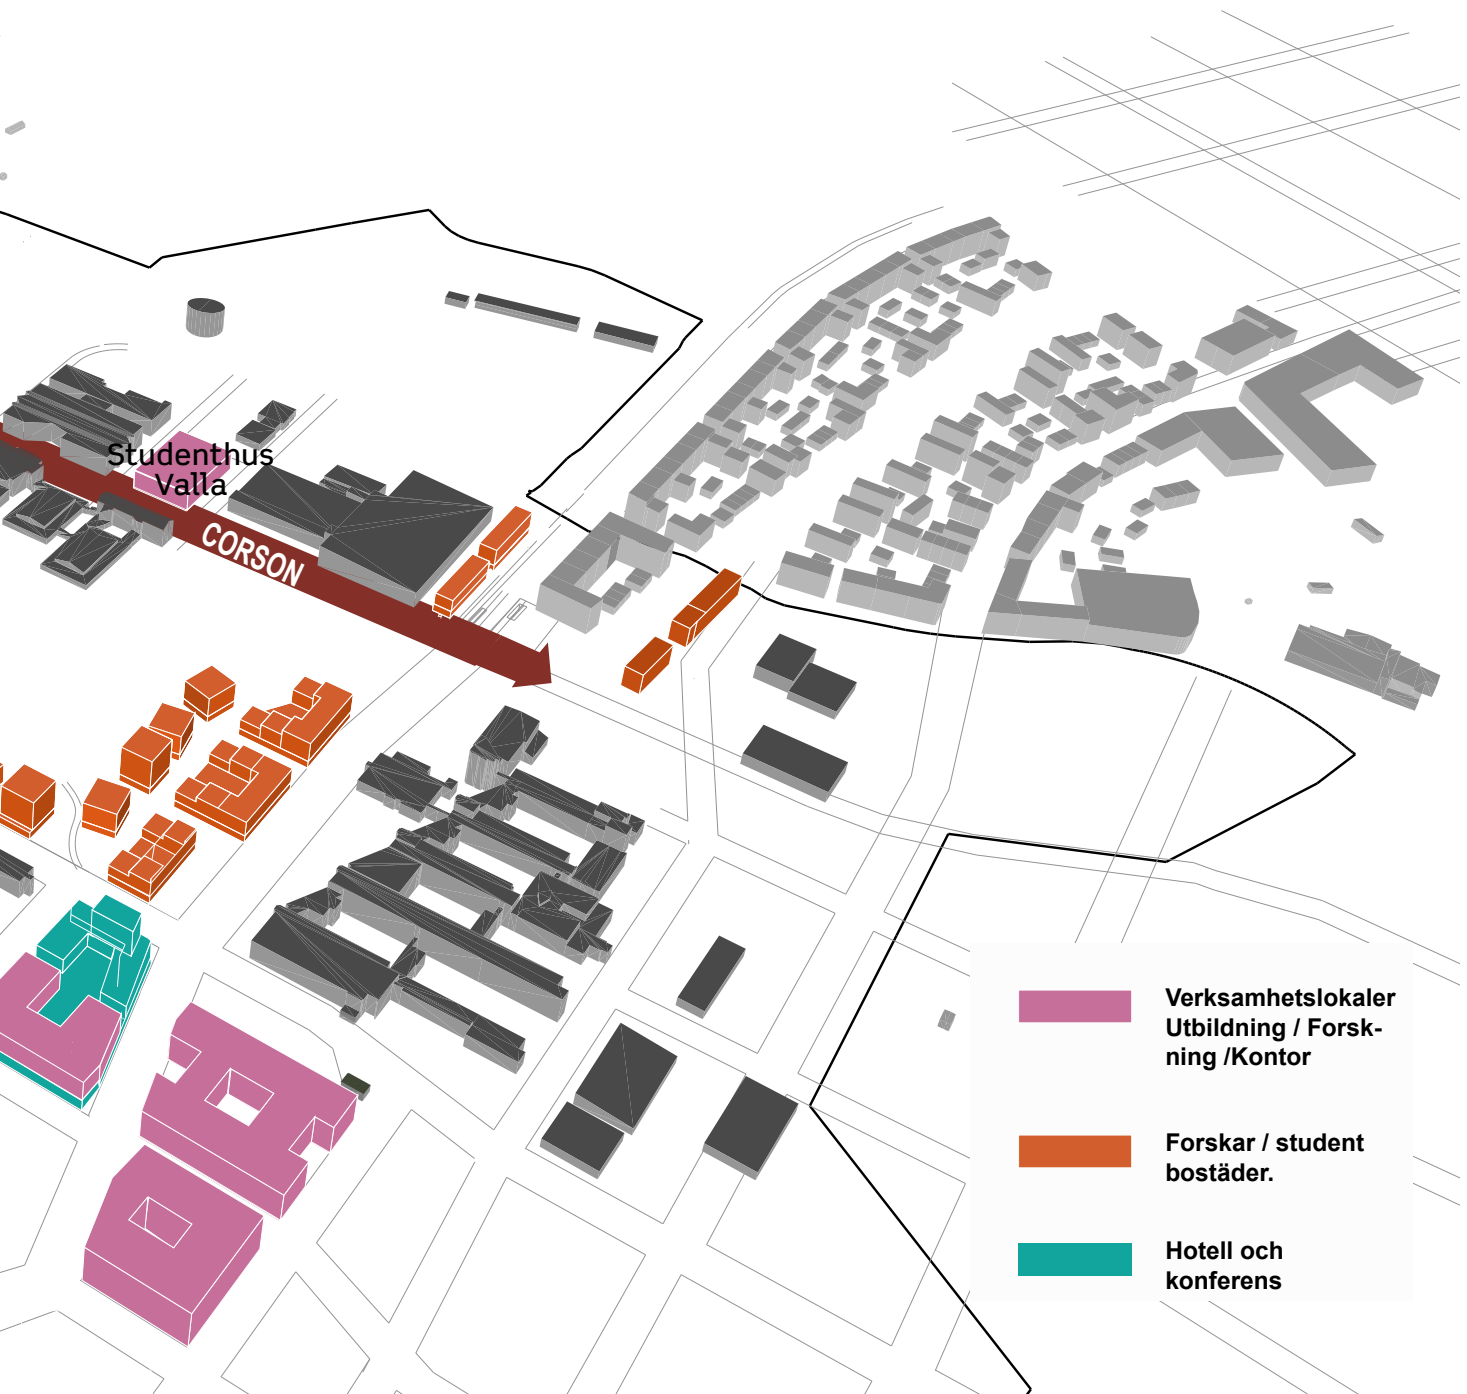 Studenthus
Valla
CORSON
Verksamhetslokaler
Utbildning / Forsk-
ning /Kontor
Forskar / student
bostäder.
Hotell och
konferens